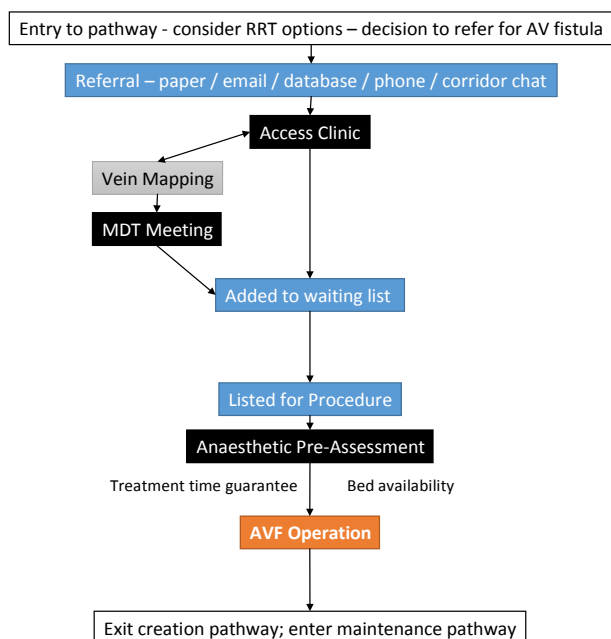 Entry to pathway - consider RRT options – decision to refer for AV fistula
Referral – paper / email / database / phone / corridor chat
Access Clinic
Vein Mapping
MDT Meeting
Added to waiting list
Listed for Procedure
Anaesthetic Pre-Assessment
Treatment time guarantee
Bed availability
AVF Operation
Exit creation pathway; enter maintenance pathway